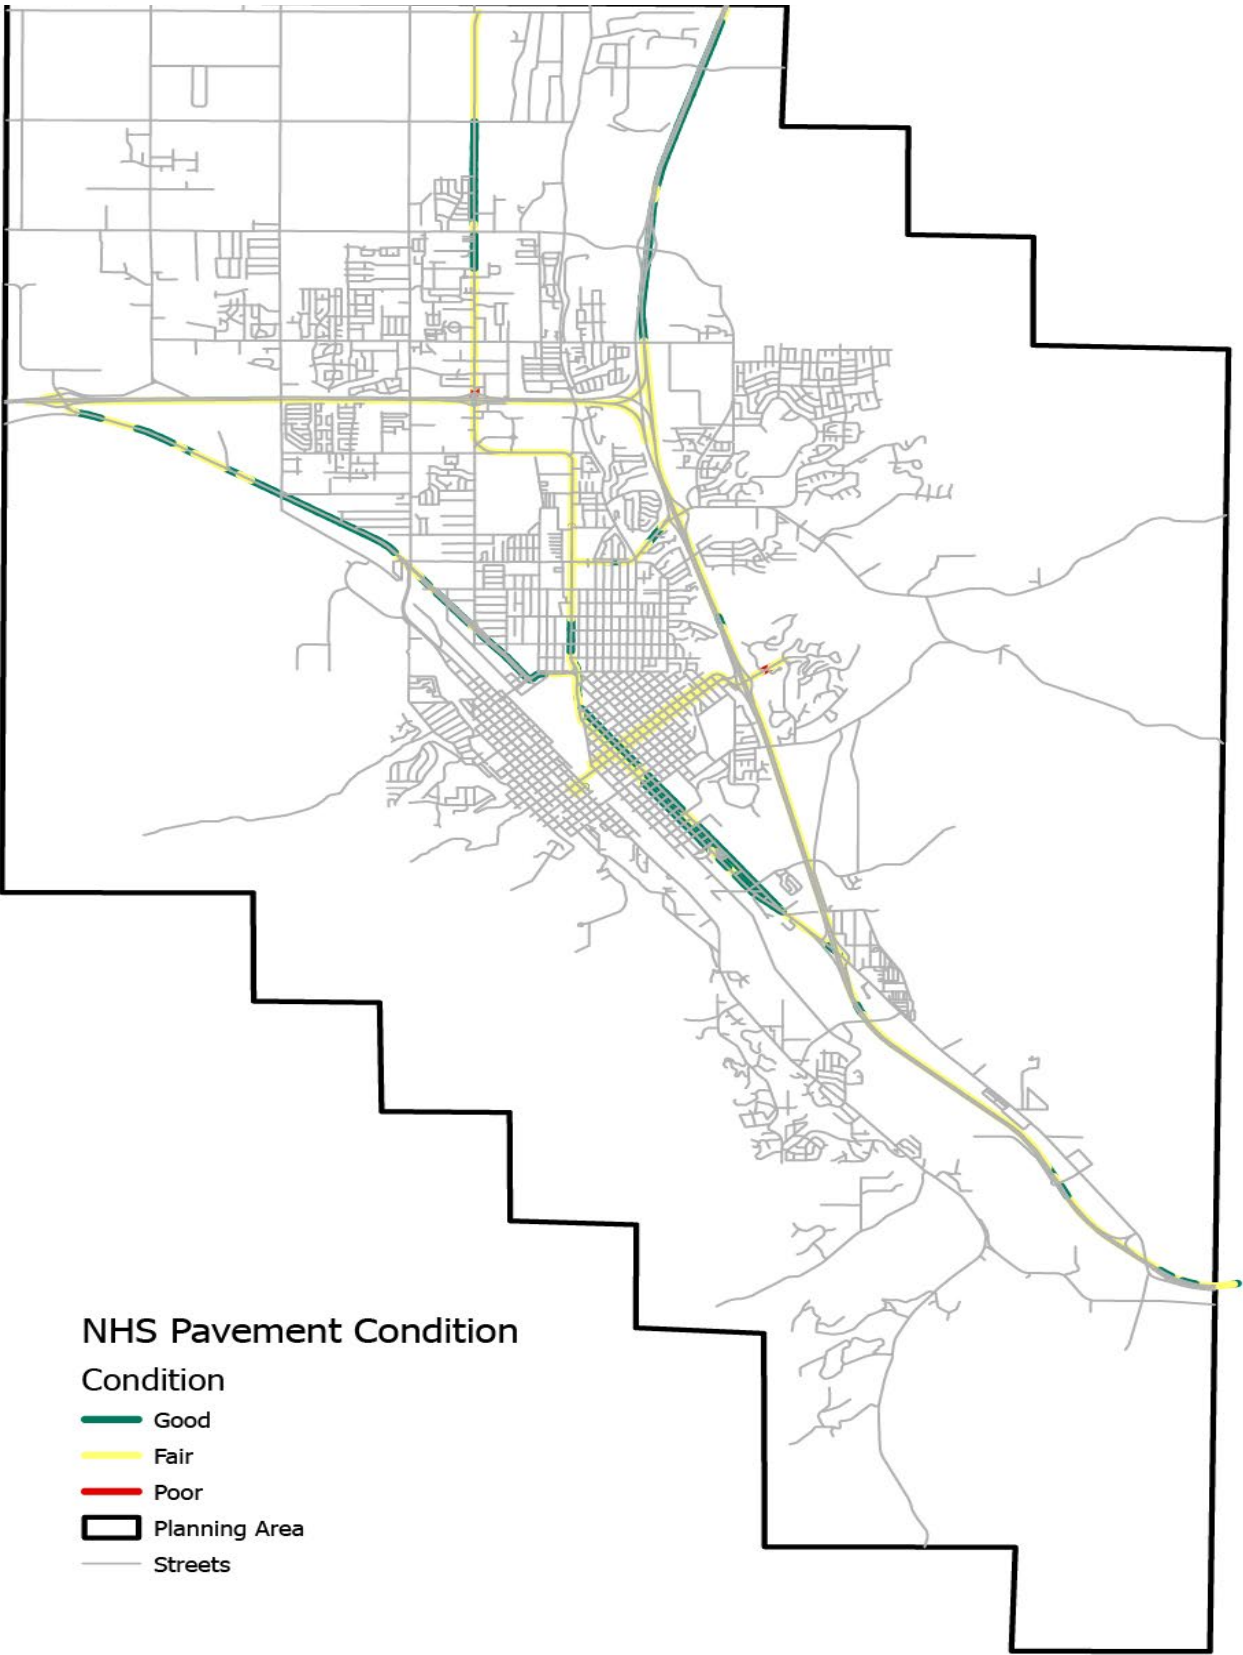 NHS Pavement Condition
Condition
Good
Fair
Poor
Planning Area
Streets